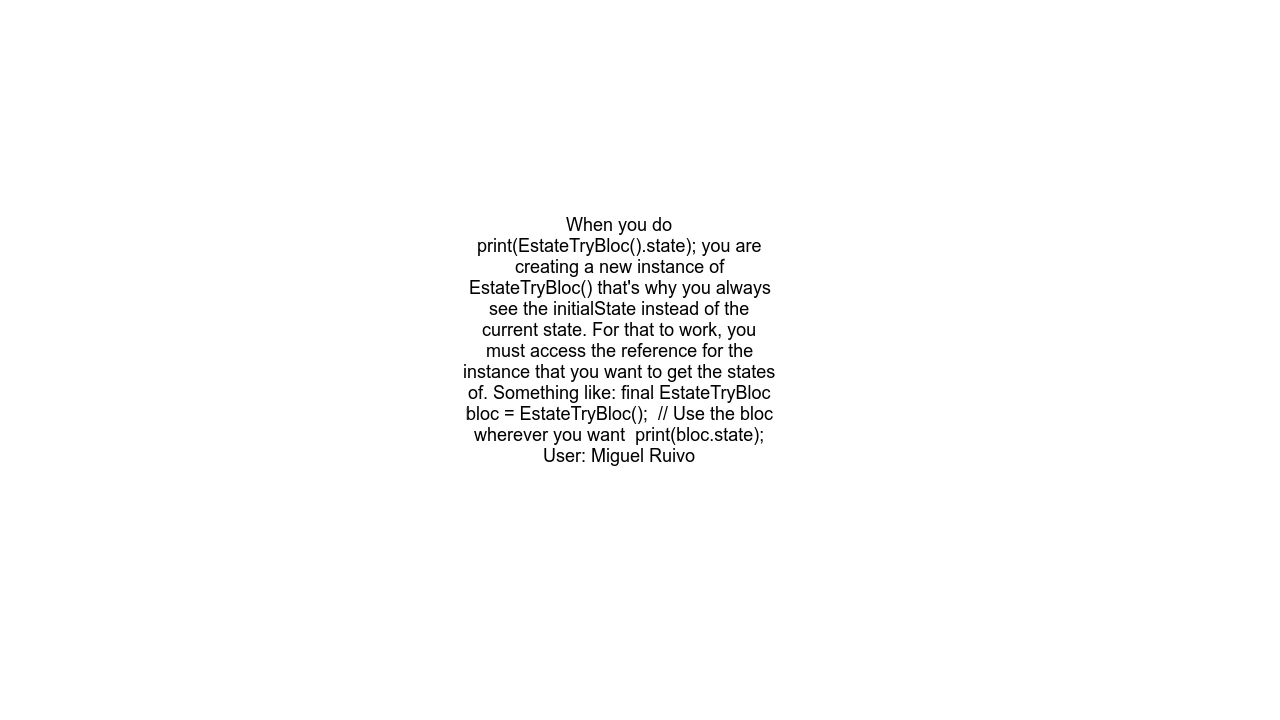 When you do
print(EstateTryBloc().state); you are
creating a new instance of
EstateTryBloc() that's why you always
see the initialState instead of the
current state. For that to work, you
must access the reference for the
instance that you want to get the states
of. Something like: final EstateTryBloc
bloc = EstateTryBloc();  // Use the bloc
wherever you want  print(bloc.state);
User: Miguel Ruivo